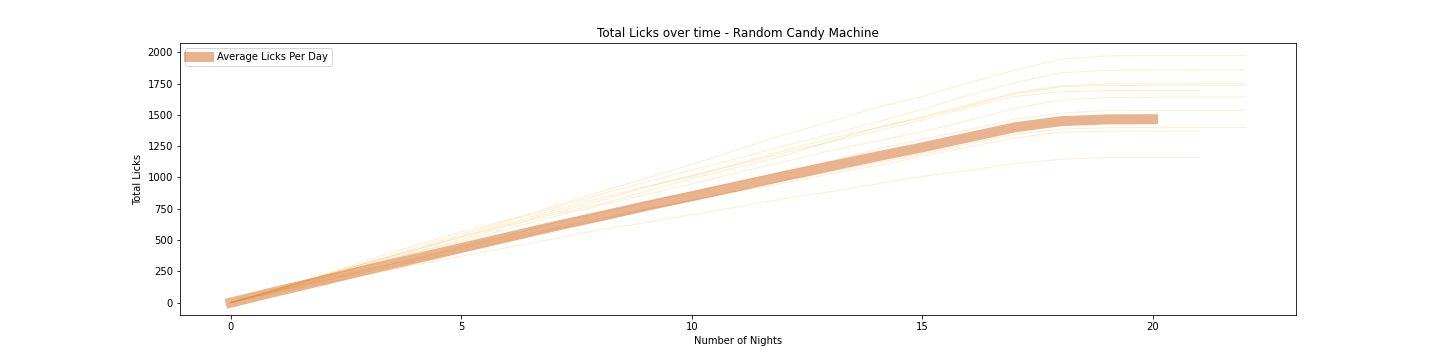 Total Licks over time - Random Candy Machine
Average Licks Per Day
Total Licks
2000
1750
1500
1250
1000
750
500
250
0
0 5 10 15 20
Number of Nights